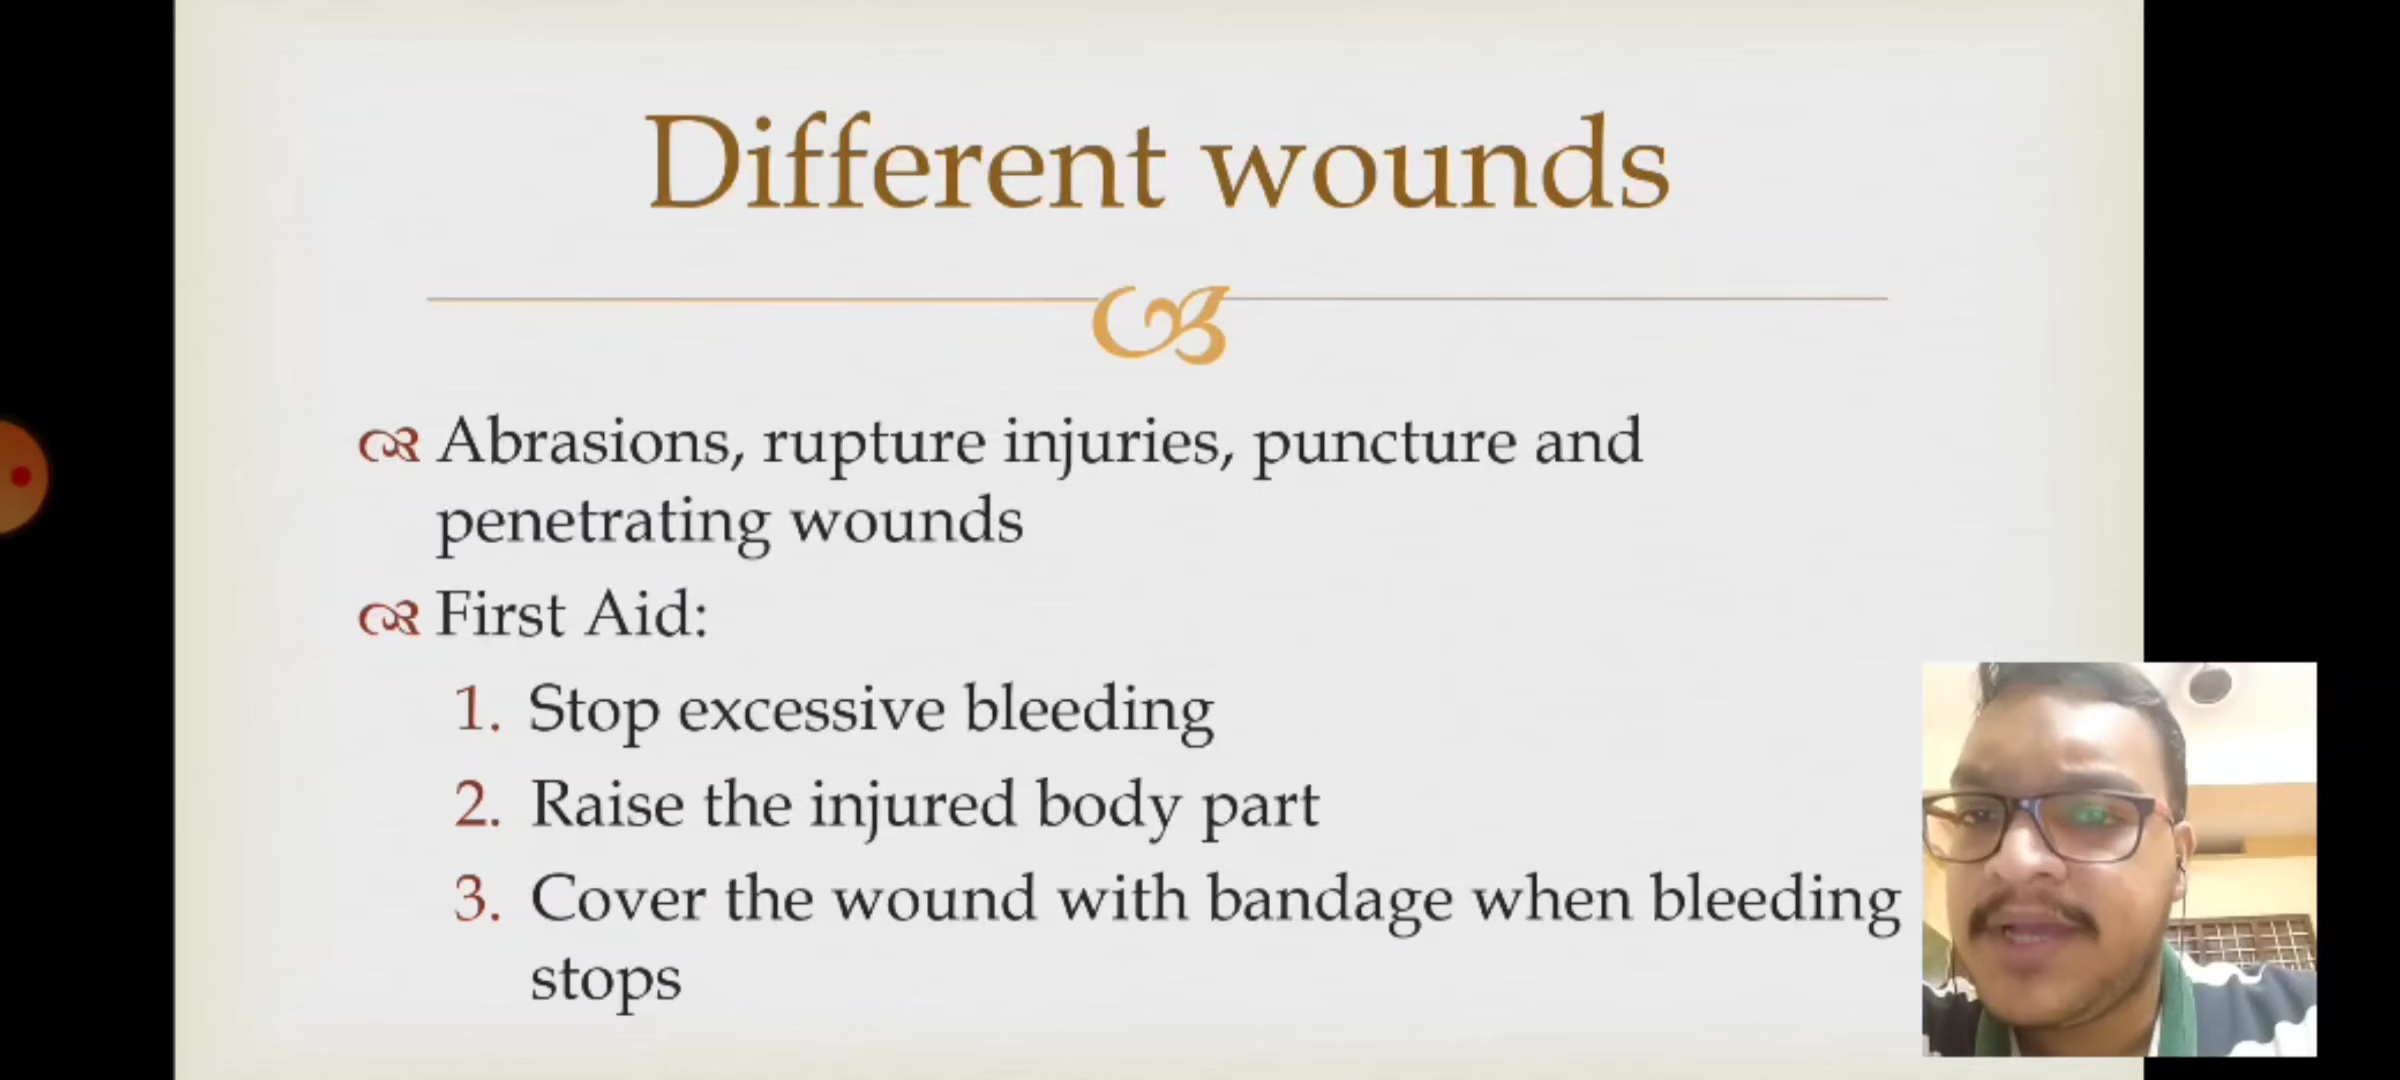 Different wounds
Abrasions, rupture injuries, puncture and
penetrating wounds
First Aid:
1. Stop excessive bleeding
2. Raise the injured body part
3. Cover the wound with bandage when bleeding
stops